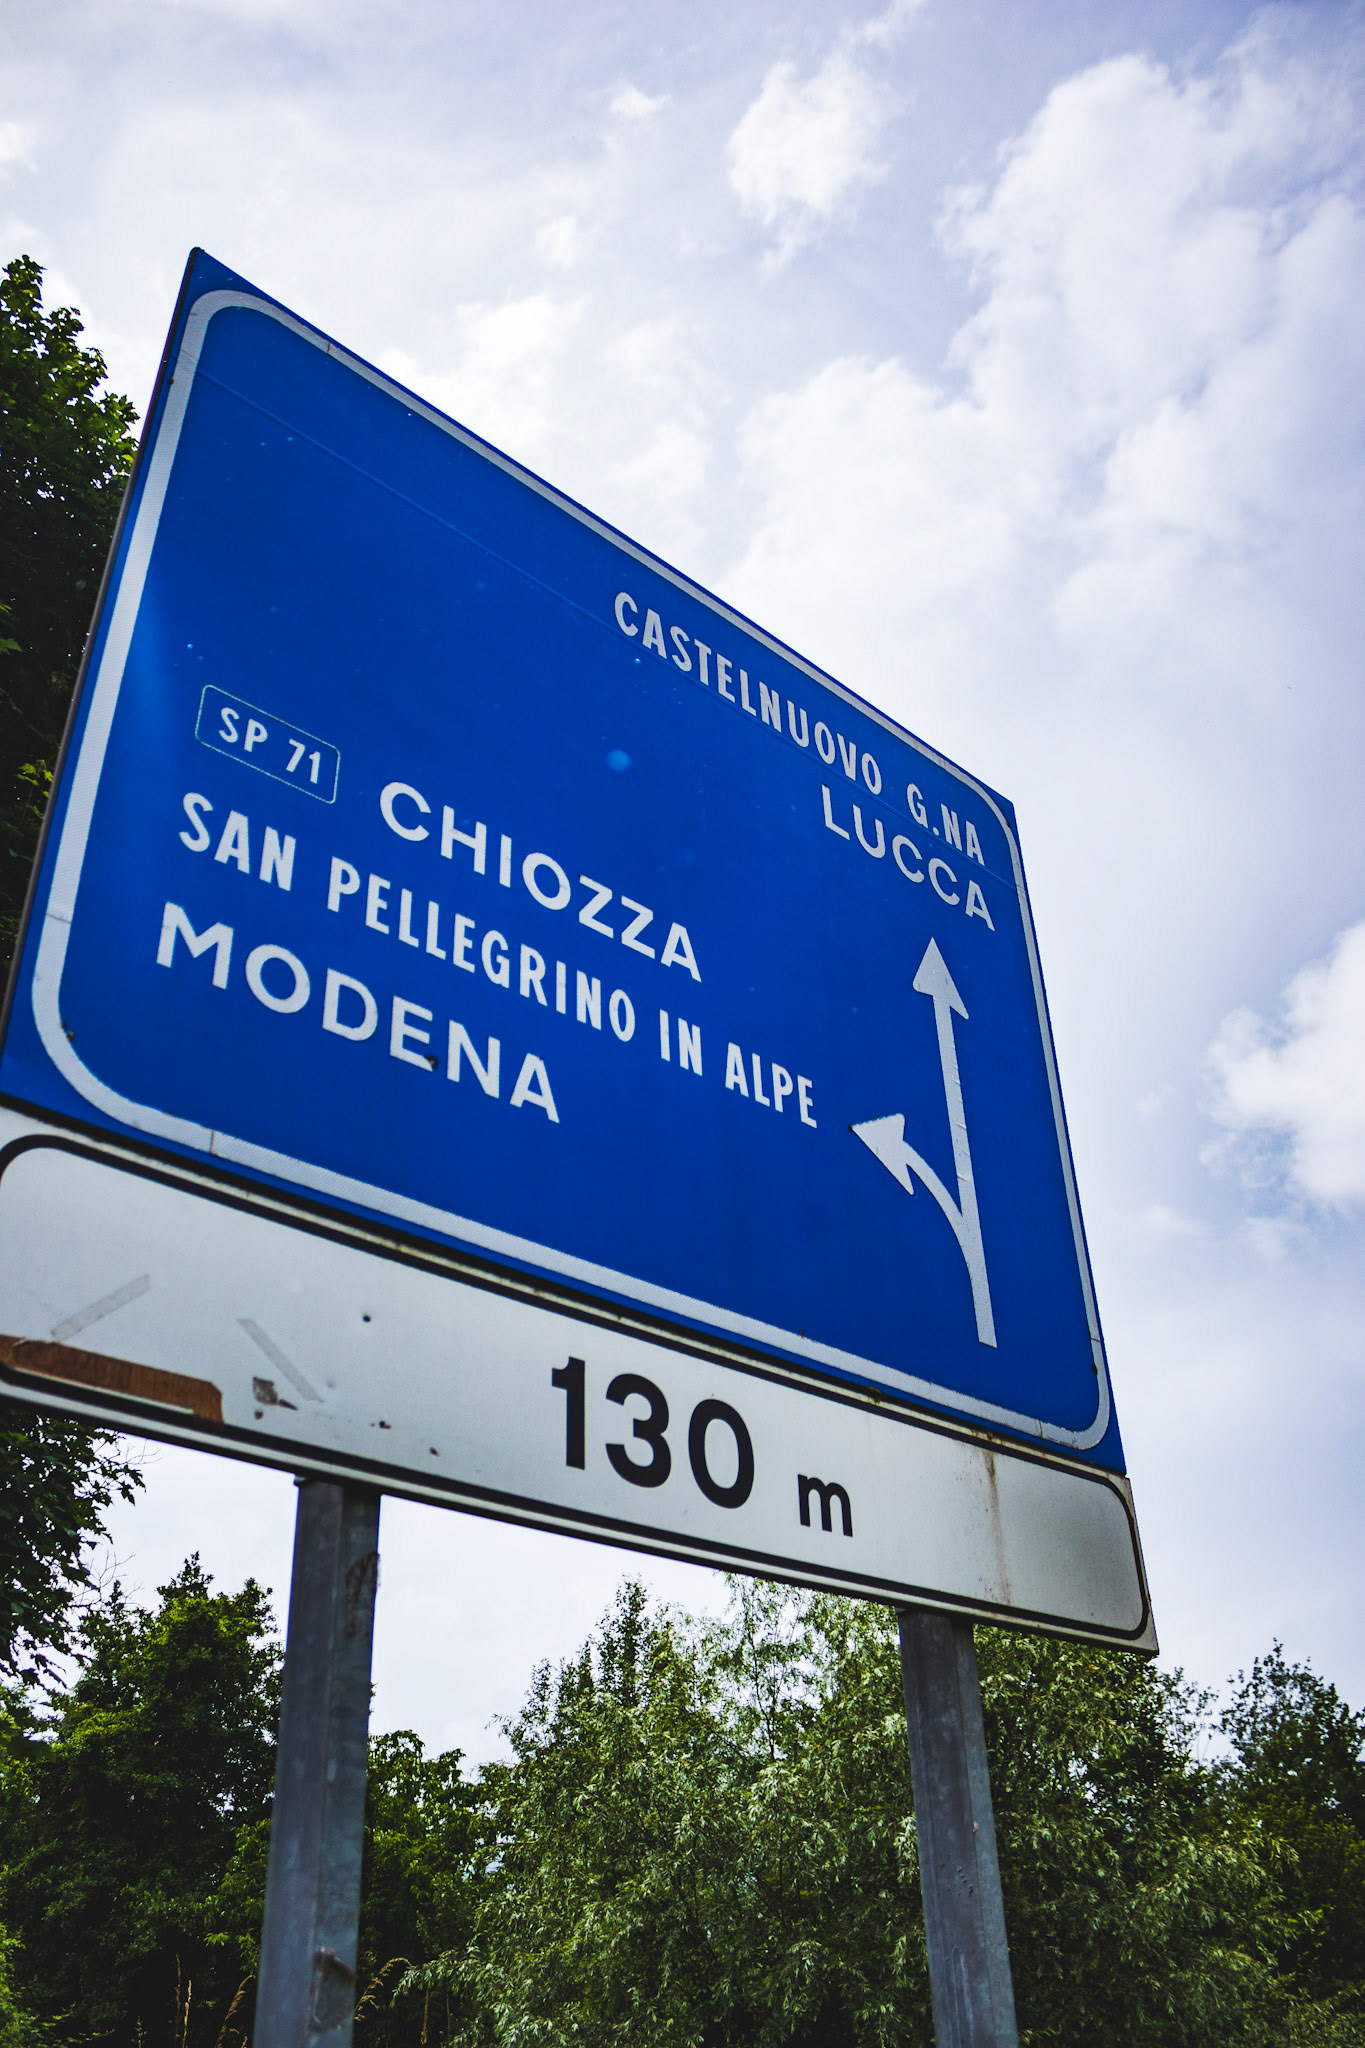 CASTELNUOVO G.NA
LUCCA
SP 71
CHIOZZA
SAN PELLEGRINO IN ALPE
MODENA
130 m